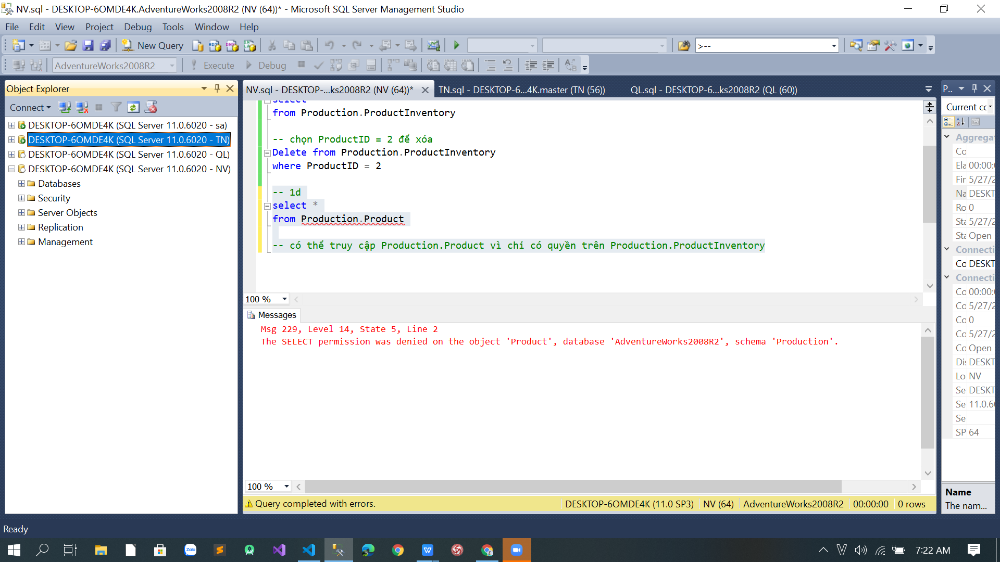 NV.sql - DESKTOP-6OMDE4K.AdventureWorks2008R2 (NV (64))* - Microsoft SQL Server Management Studio
File Edit View Project Debug Tools Window Help
New Query >--
AdventureWorks2008R2 Execute Debug
Object Explorer
Connect
DESKTOP-6OMDE4K (SQL Server 11.0.6020 - sa)
DESKTOP-6OMDE4K (SQL Server 11.0.6020 - TN)
DESKTOP-6OMDE4K (SQL Server 11.0.6020 - QL)
DESKTOP-6OMDE4K (SQL Server 11.0.6020 - NV)
Databases
Security
Server Objects
Replication
Management
NV.sql - DESKTOP-...ks2008R2 (NV (64))* TN.sql - DESKTOP-6...4K.master (TN (56)) QL.sql - DESKTOP-6...ks2008R2 (QL (60))
select
from Production.ProductInventory
-- chọn ProductID = 2 để xóa
Delete from Production.ProductInventory
where ProductID = 2
-- 1d
select *
from Production.Product
-- có thể truy cập Production.Product vì chỉ có quyền trên Production.ProductInventory
100 %
Messages
Msg 229, Level 14, State 5, Line 2
The SELECT permission was denied on the object 'Product', database 'AdventureWorks2008R2', schema 'Production'.
100 %
Query completed with errors. DESKTOP-6OMDE4K (11.0 SP3) NV (64) AdventureWorks2008R2 00:00:00 0 rows
P..
Current cc
Aggrega
Co
Ela 00:00:0
Fir 5/27/2
Na DESKT
Ro 0
Sta 5/27/2
Sta Open
Connecti
Co DESKT
Connecti
Co 00:00:0
Co 5/27/2
Co 0
Co 5/27/2
Co Open
Dis DESKT
Lo NV
Se DESKT
Se 11.0.60
Se
SP 64
Name
The nam...
Ready
Zalo
7:22 AM